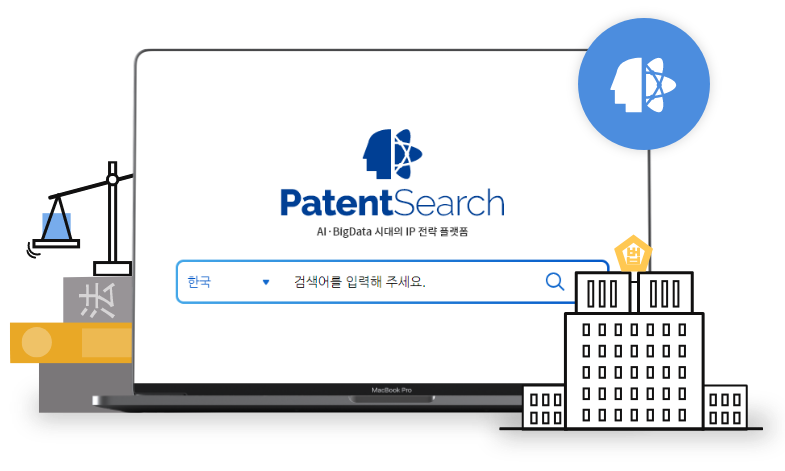 PatentSearch
AI·BigData 시대의 IP 전략 플랫폼
한국
검색어를 입력해 주세요.
법
法
MacBook Pro